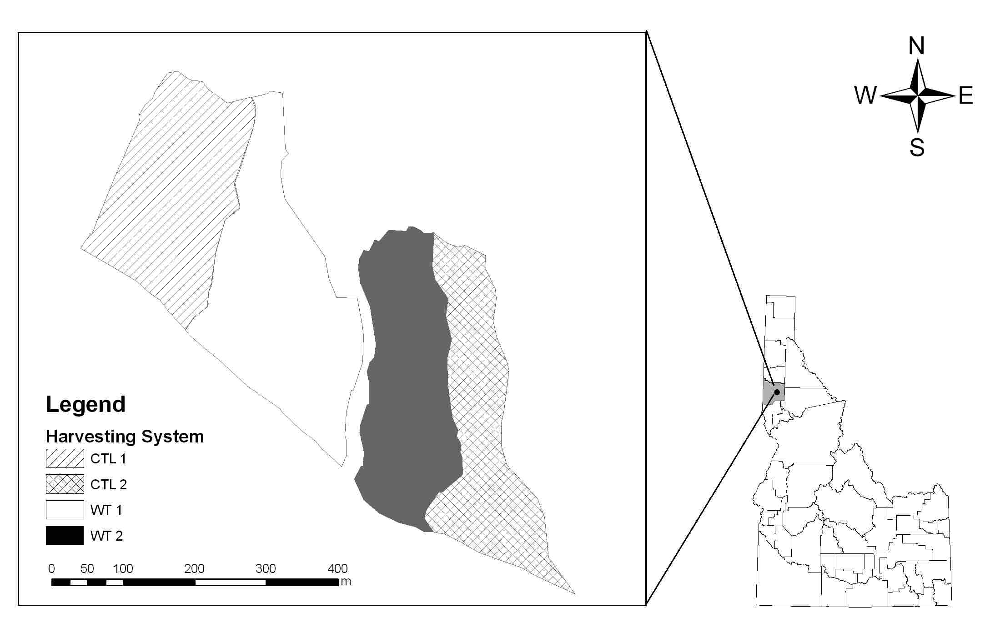 N
W E
S
Legend
Harvesting System
CTL 1
CTL 2
WT 1
WT 2
0 50 100 200 300 400
m